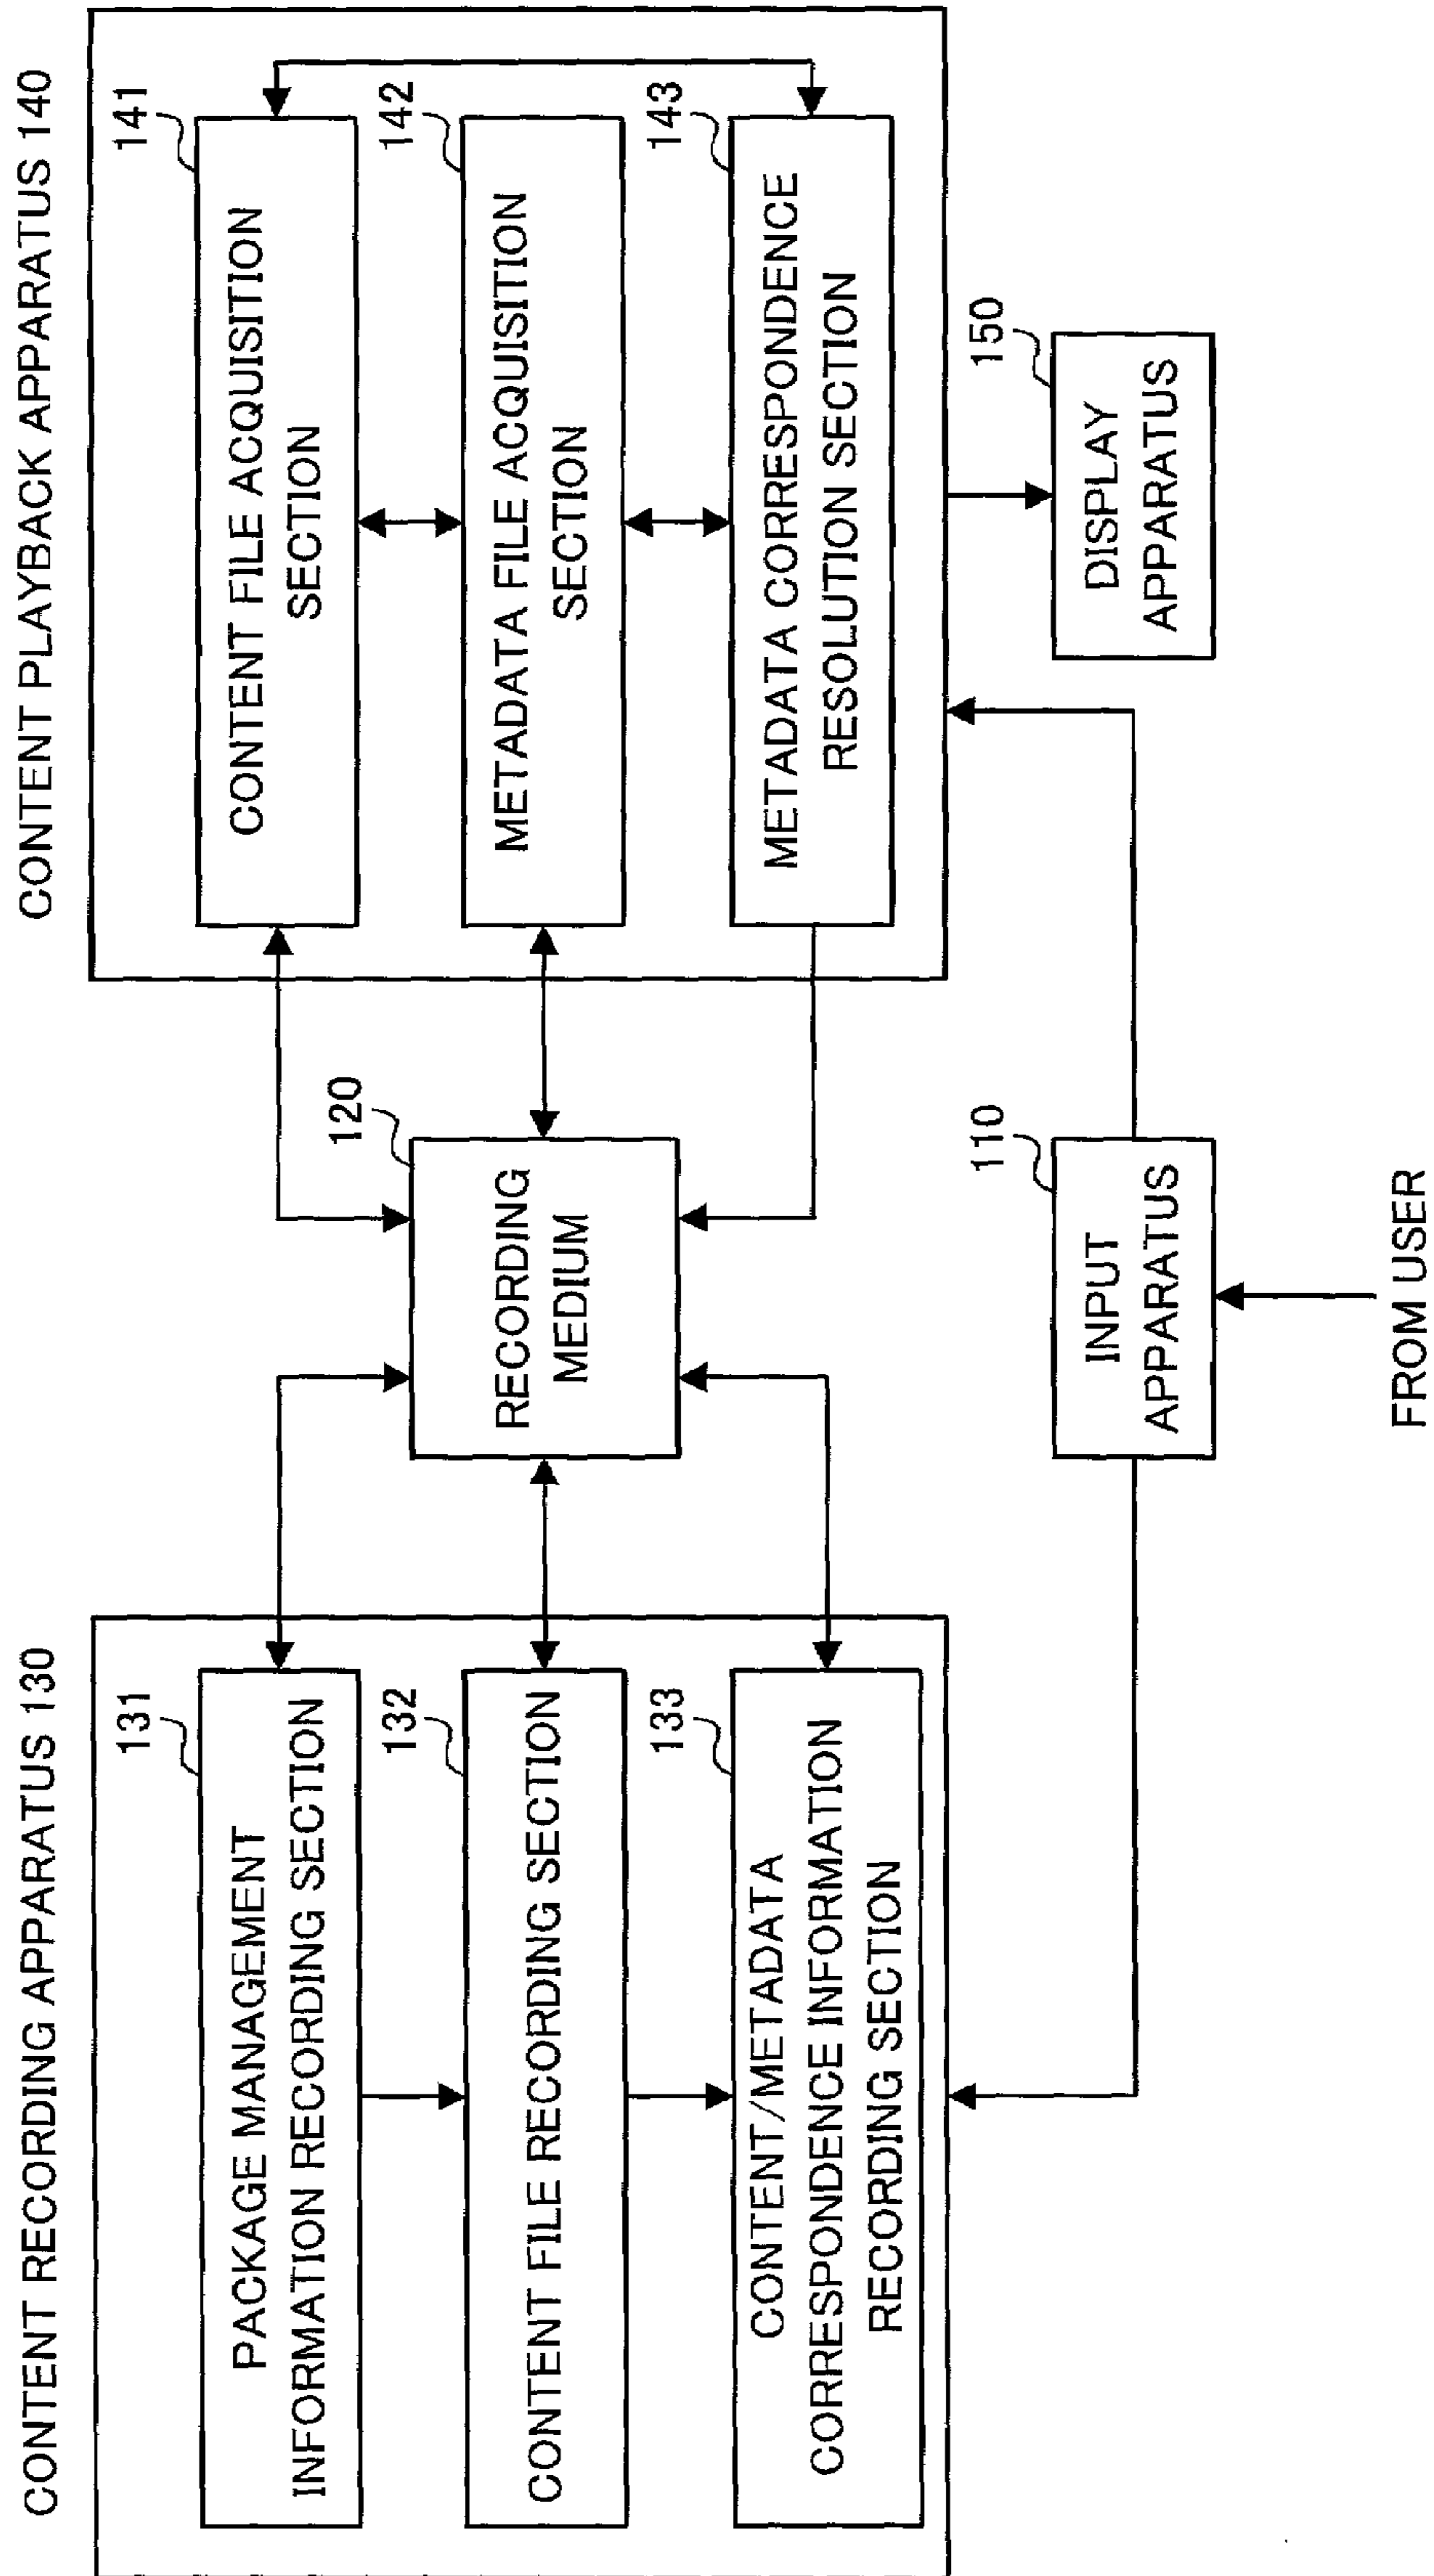 CONTENT RECORDING APPARATUS 130
131
PACKAGE MANAGEMENT
INFORMATION RECORDING SECTION
132
CONTENT FILE RECORDING SECTION
133
CONTENT/METADATA
CORRESPONDENCE INFORMATION
RECORDING SECTION
120
RECORDING
MEDIUM
110
INPUT
APPARATUS
FROM USER
CONTENT PLAYBACK APPARATUS 140
141
CONTENT FILE ACQUISITION
SECTION
142
METADATA FILE ACQUISITION
SECTION
143
METADATA CORRESPONDENCE
RESOLUTION SECTION
150
DISPLAY
APPARATUS